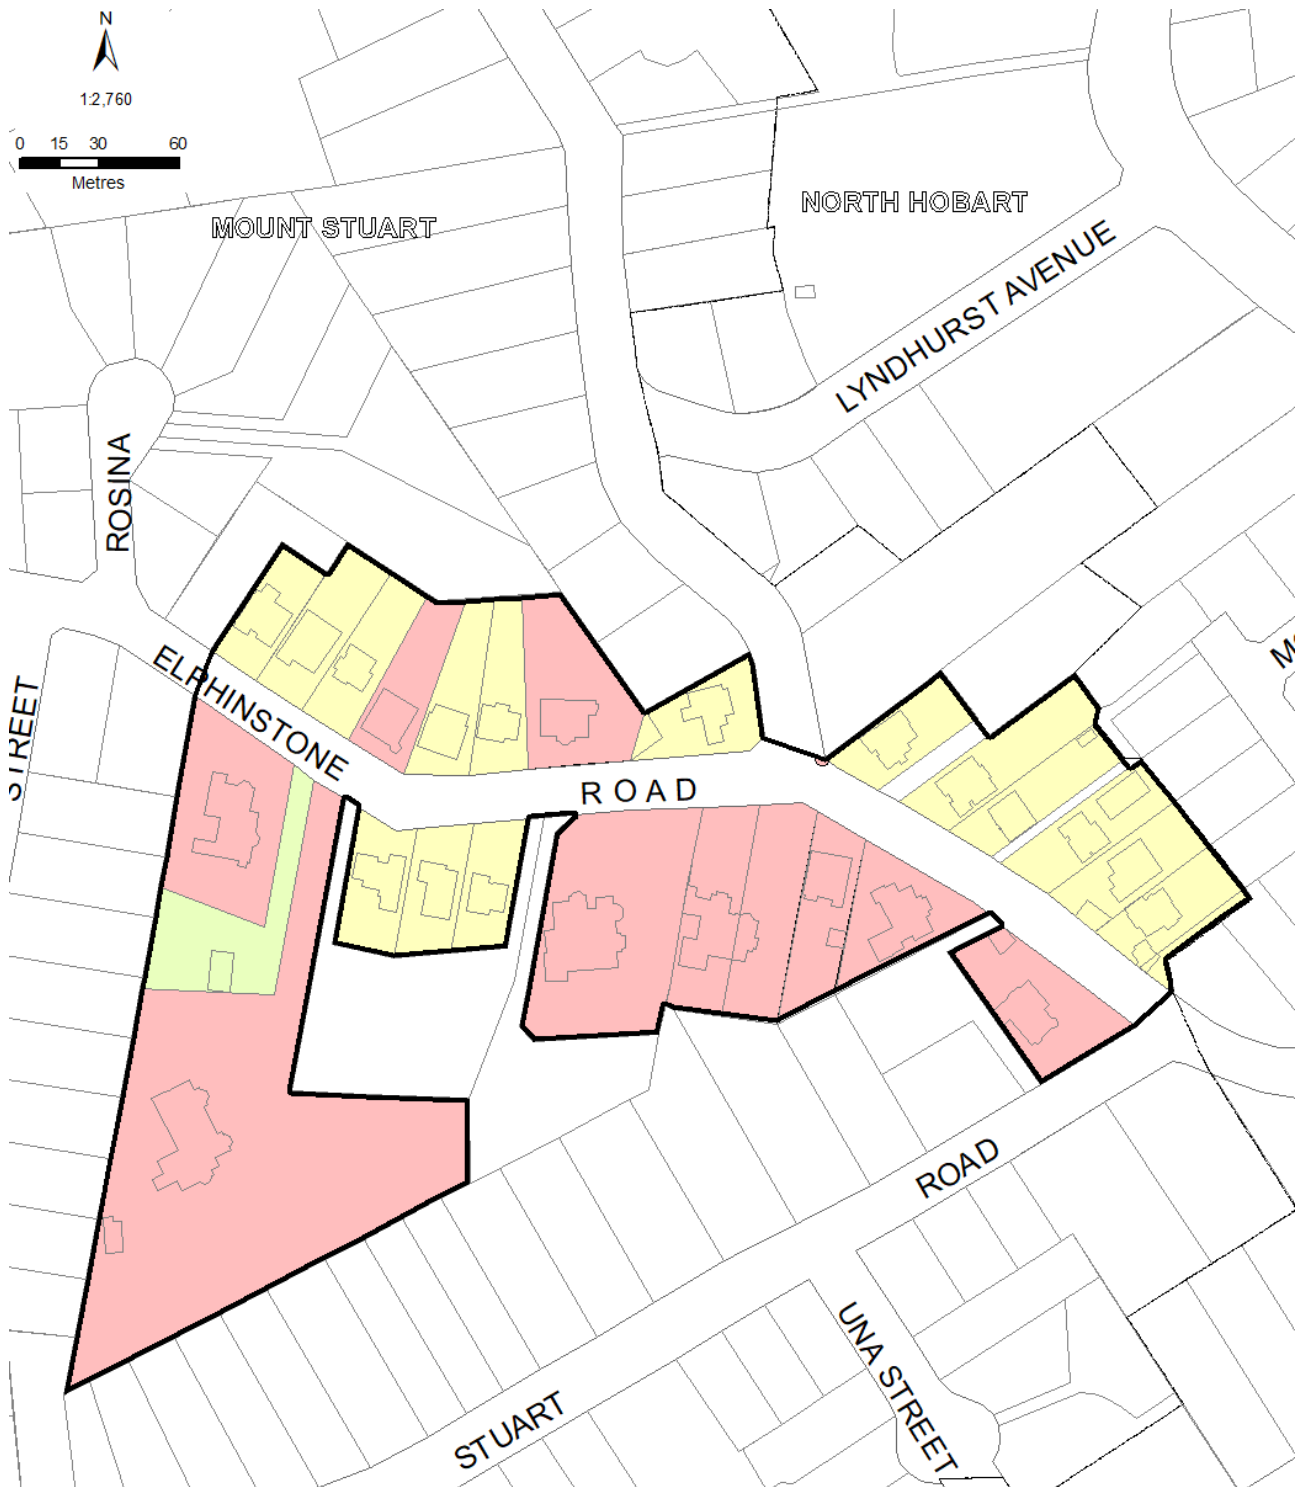 N
1:2,760
0 15 30 60
Metres
MOUNT STUART
NORTH HOBART
LYNDHURST AVENUE
ROSINA
ELPHINSTONE
ROAD
STREET
ROAD
STUART
UNA STREET